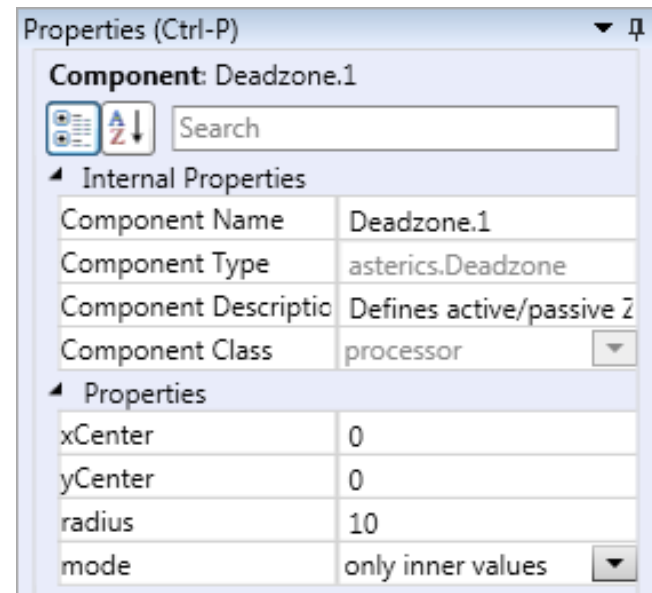 Properties (Ctrl-P)
Component: Deadzone.1
A
Z
Search
Internal Properties
Component Name Deadzone.1
Component Type asterics.Deadzone
Component Descriptio Defines active/passive Z
Component Class processor
Properties
xCenter 0
yCenter 0
radius 10
mode only inner values